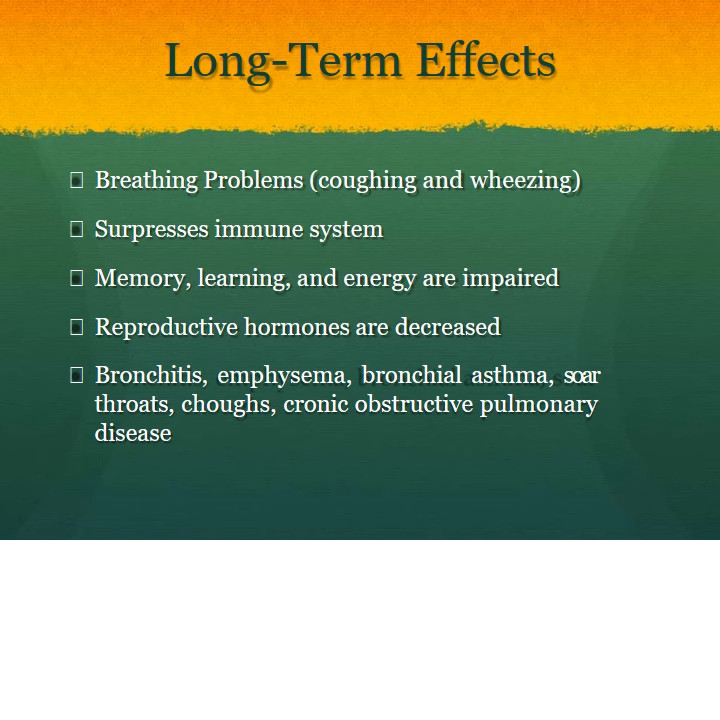 Long-Term Effects
Breathing Problems (coughing and wheezing)
Surpresses immune system
Memory, learning, and energy are impaired
Reproductive hormones are decreased
Bronchitis, emphysema, bronchial asthma, soar
throats, choughs, cronic obstructive pulmonary
disease